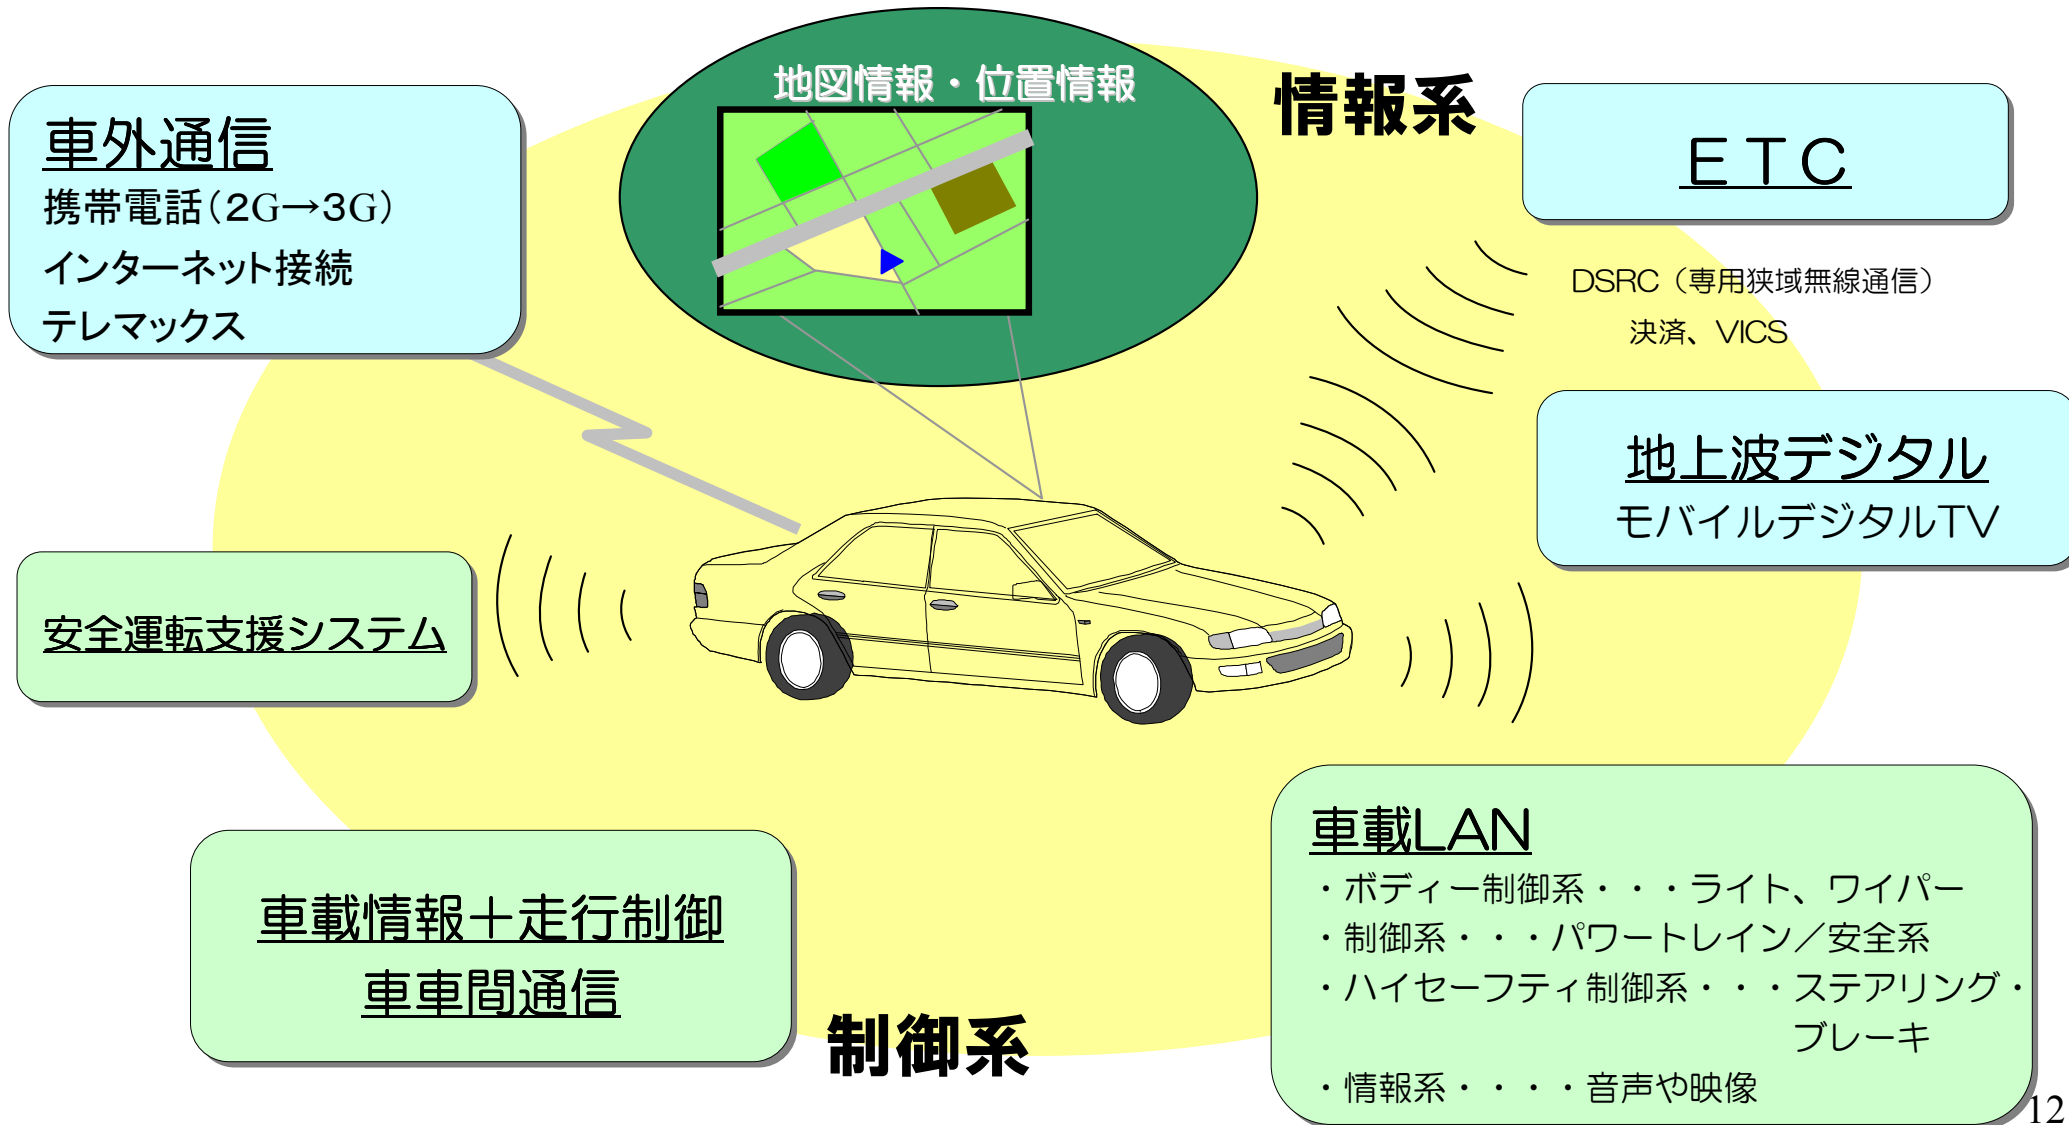 地図情報・位置情報
情報系
車外通信
携帯電話(2G→3G)
インターネット接続
テレマックス
ETC
DSRC(専用狭域無線通信)
決済、VICS
地上波デジタル
モバイルデジタルTV
安全運転支援システム
車載情報+走行制御
車車間通信
制御系
車載LAN
・ボディー制御系・・・ライト、ワイパー
・制御系・・・パワートレイン/安全系
・ハイセーフティ制御系・・・ステアリング・
ブレーキ
・情報系・・・・音声や映像
12